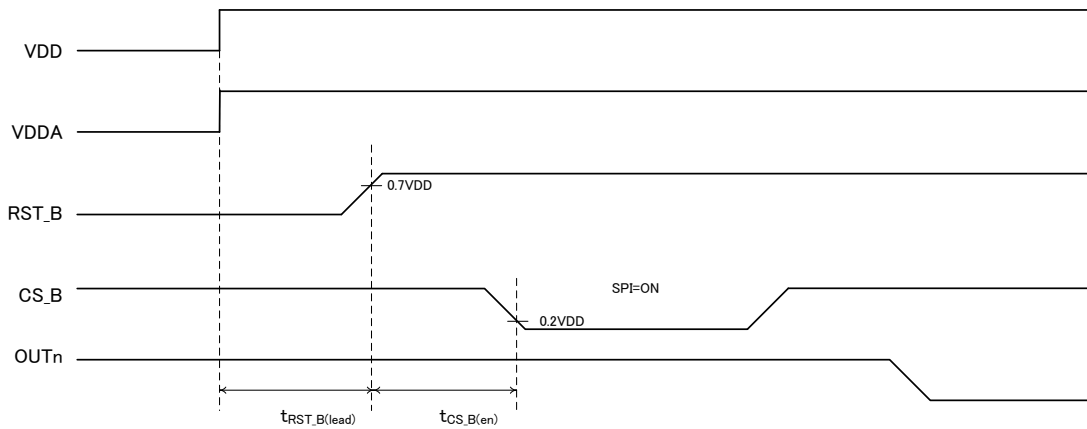 VDD
VDDA
RST_B
0.7VDD
CS_B
SPI=ON
0.2VDD
OUTn
tRST_B(lead)
tCS_B(en)